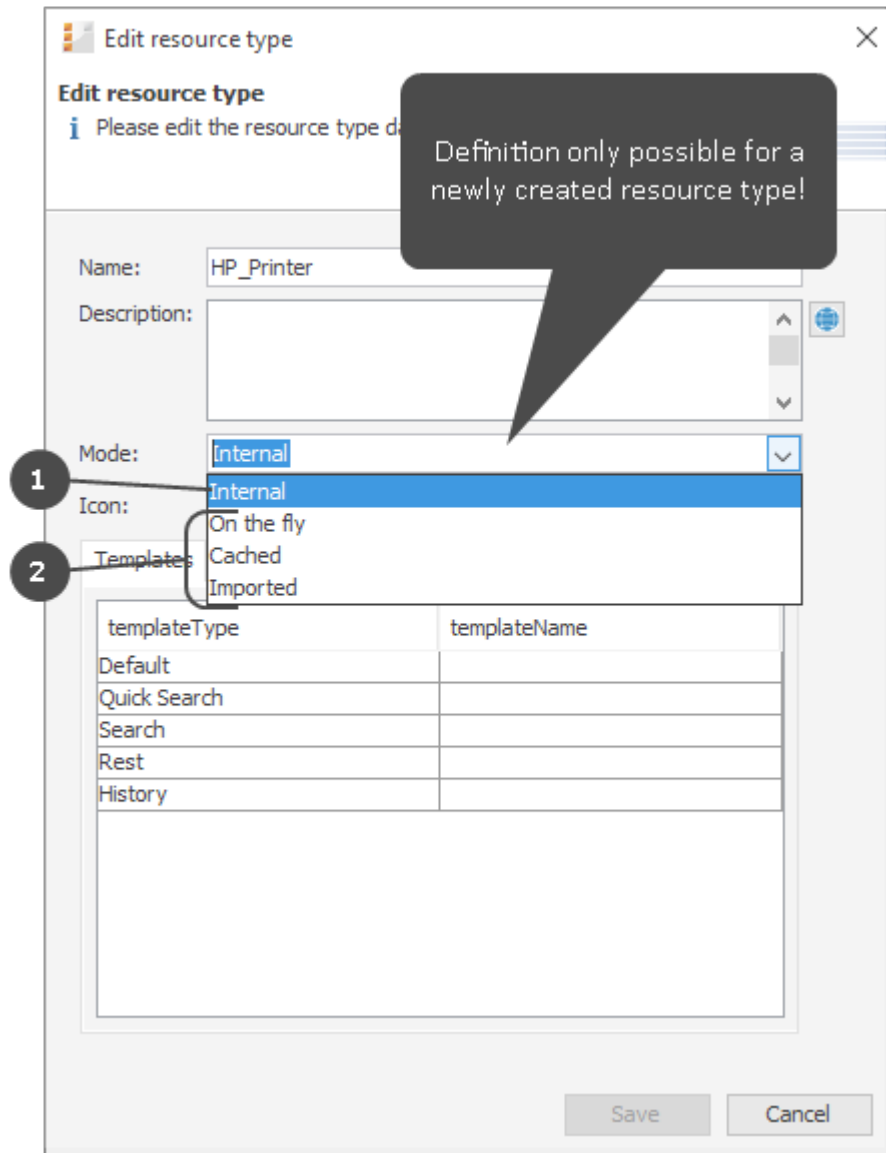 Edit resource type
Edit resource type
i Please edit the resource type da
Definition only possible for a
newly created resource type!
Name: HP_Printer
Description:
Mode: Internal
1
Internal
Icon:
On the fly
2
Templates Cached
Imported
templateType templateName
Default
Quick Search
Search
Rest
History
Save Cancel